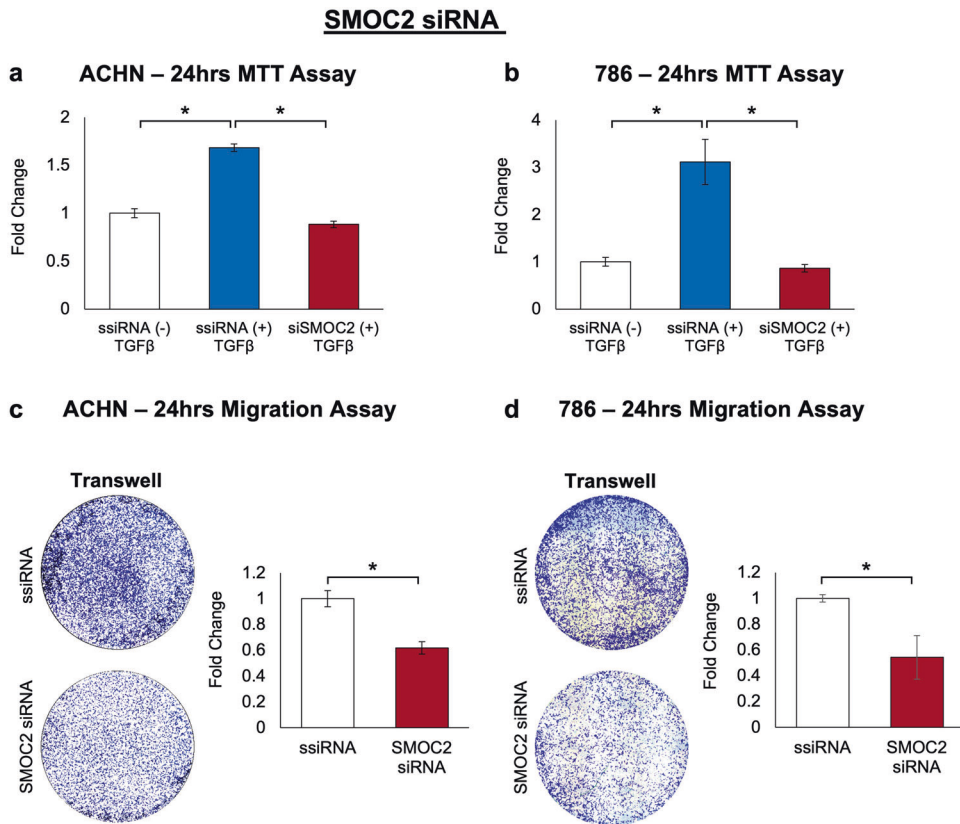 SMOC2 siRNA
a ACHN – 24hrs MTT Assay
Fold Change
2
1.5
1
0.5
0
*
*
ssiRNA (-)
TGFβ
ssiRNA (+)
TGFβ
siSMOC2 (+)
TGFβ
b 786 – 24hrs MTT Assay
Fold Change
4
3
2
1
0
*
*
ssiRNA (-)
TGFβ
ssiRNA (+)
TGFβ
siSMOC2 (+)
TGFβ
c ACHN – 24hrs Migration Assay
Transwell
ssiRNA
SMOC2 siRNA
Fold Change
1.2
1
0.8
0.6
0.4
0.2
0
*
ssiRNA
SMOC2
siRNA
d 786 – 24hrs Migration Assay
Transwell
ssiRNA
SMOC2 siRNA
Fold Change
1.2
1
0.8
0.6
0.4
0.2
0
*
ssiRNA
SMOC2
siRNA